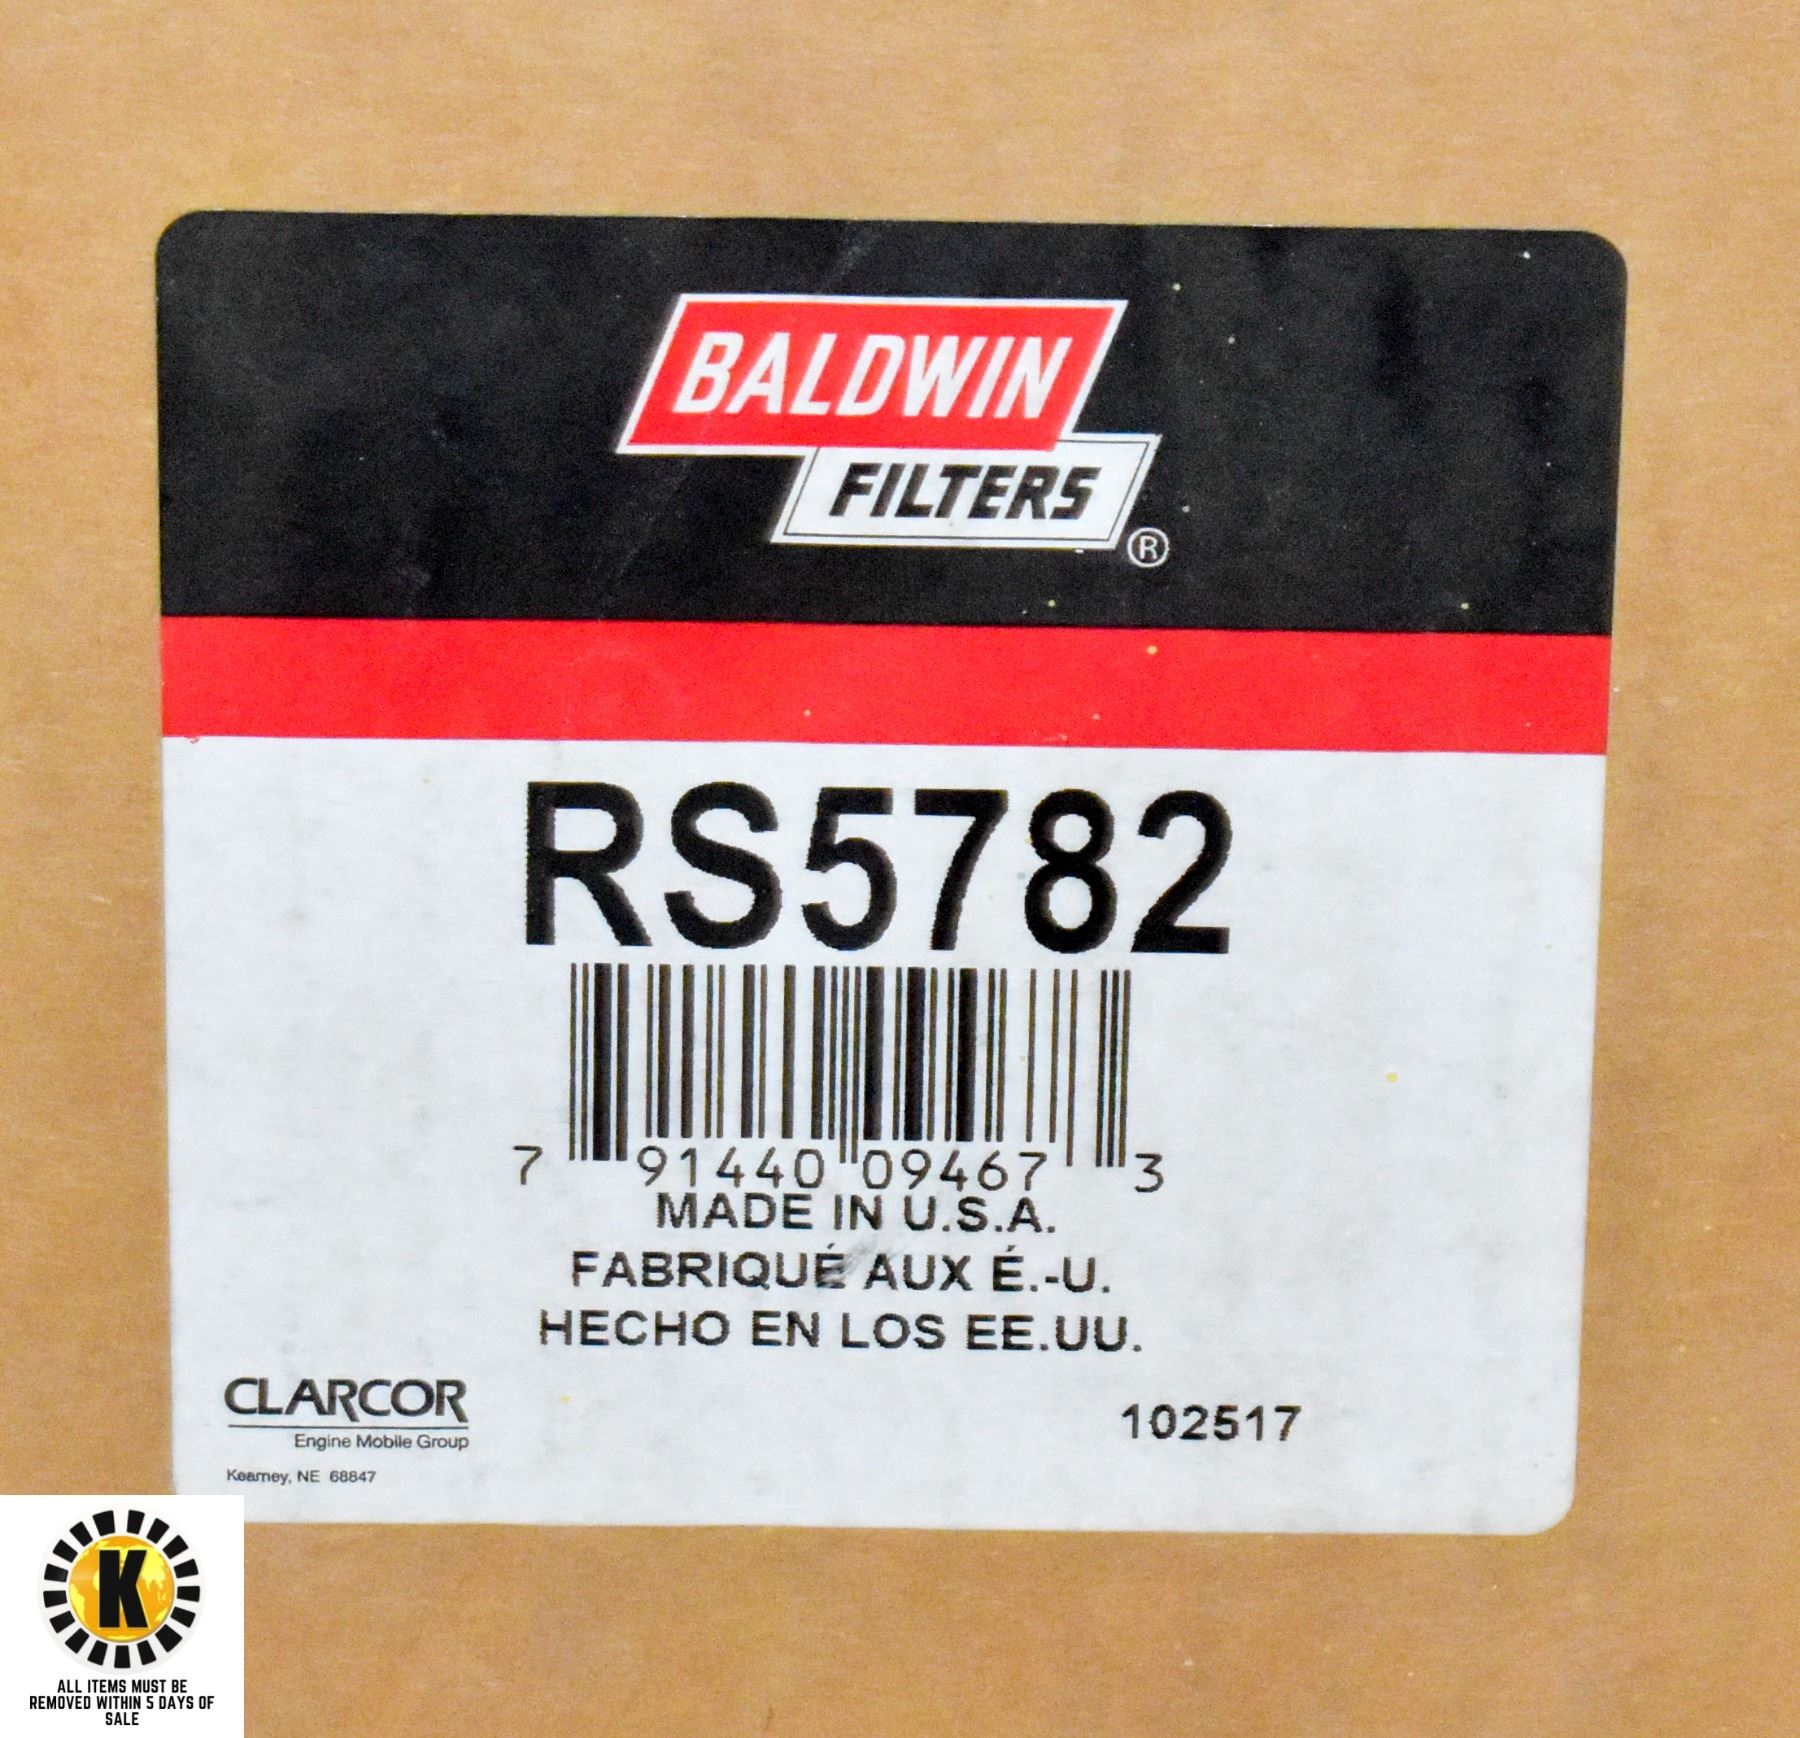 BALDWIN
FILTERS
®
RS5782
7 91440 09467 3
MADE IN U.S.A.
FABRIQUÉ AUX É.-U.
HECHO EN LOS EE.UU.
CLARCOR
Engine Mobile Group
Kearney, NE 68847
102517
K
ALL ITEMS MUST BE
REMOVED WITHIN 5 DAYS OF
SALE